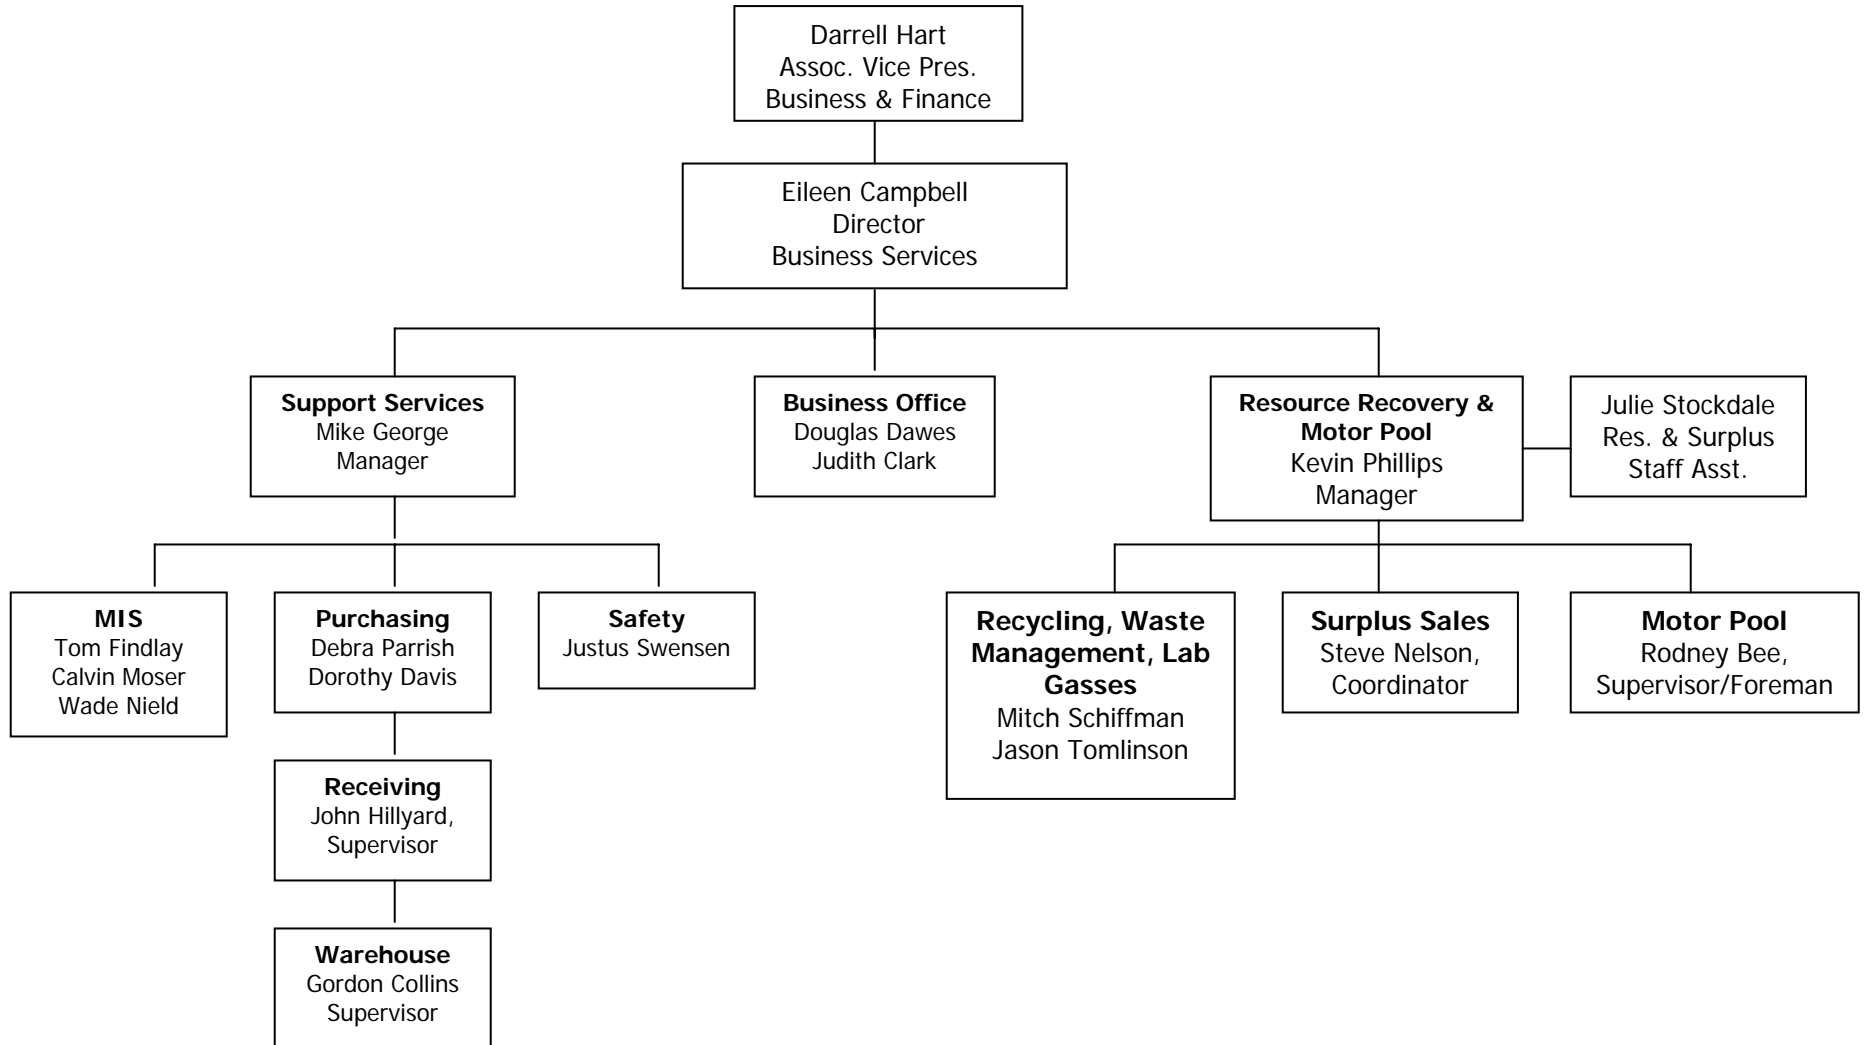 Darrell Hart
Assoc. Vice Pres.
Business & Finance
Eileen Campbell
Director
Business Services
Support Services
Mike George
Manager
Business Office
Douglas Dawes
Judith Clark
Resource Recovery &
Motor Pool
Kevin Phillips
Manager
Julie Stockdale
Res. & Surplus
Staff Asst.
MIS
Tom Findlay
Calvin Moser
Wade Nield
Purchasing
Debra Parrish
Dorothy Davis
Safety
Justus Swensen
Recycling, Waste
Management, Lab
Gasses
Mitch Schiffman
Jason Tomlinson
Surplus Sales
Steve Nelson,
Coordinator
Motor Pool
Rodney Bee,
Supervisor/Foreman
Receiving
John Hillyard,
Supervisor
Warehouse
Gordon Collins
Supervisor